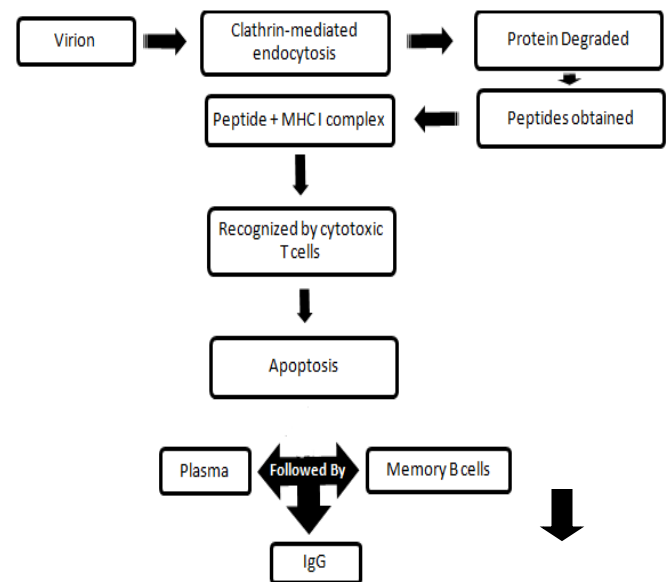 Virion
Clathrin-mediated
endocytosis
Protein Degraded
Peptide + MHC I complex
Peptides obtained
Recognized by cytotoxic
T cells
Apoptosis
Plasma
Followed By
Memory B cells
IgG